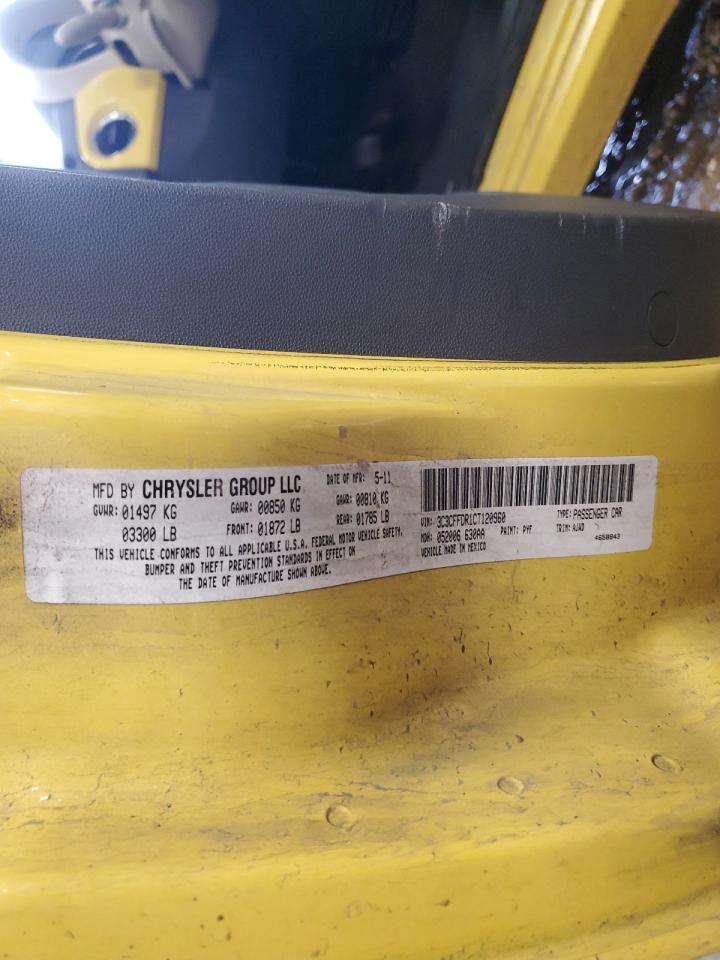 MFD BY CHRYSLER GROUP LLC DATE OF MFR: 5-11
GVWR: 01497 KG GAWR: 00850 KG GAWR: 00810 KG
03300 LB FRONT: 01872 LB REAR: 01785 LB
THIS VEHICLE CONFORMS TO ALL APPLICABLE U.S.A. FEDERAL MOTOR VEHICLE SAFETY,
BUMPER AND THEFT PREVENTION STANDARDS IN EFFECT ON
THE DATE OF MANUFACTURE SHOWN ABOVE.
VIN: 3C3CFFDR1CT120960 TYPE: PASSENGER CAR
MDH: 052006 630AA PAINT: PYF TRIM: AJAD
VEHICLE MADE IN MEXICO 4658843